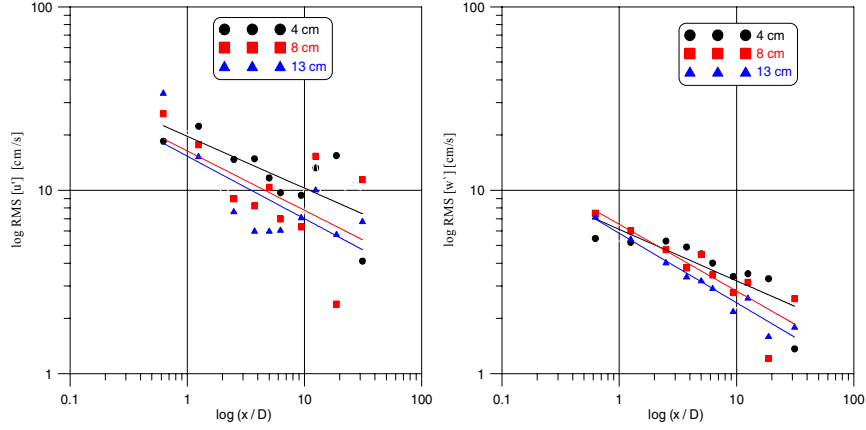 100
10
1
log RMS [u'] [cm/s]
4 cm
8 cm
13 cm
0.1
1
10
100
log (x / D)
100
10
1
log RMS [w`] [cm/s]
4 cm
8 cm
13 cm
0.1
1
10
100
log (x / D)